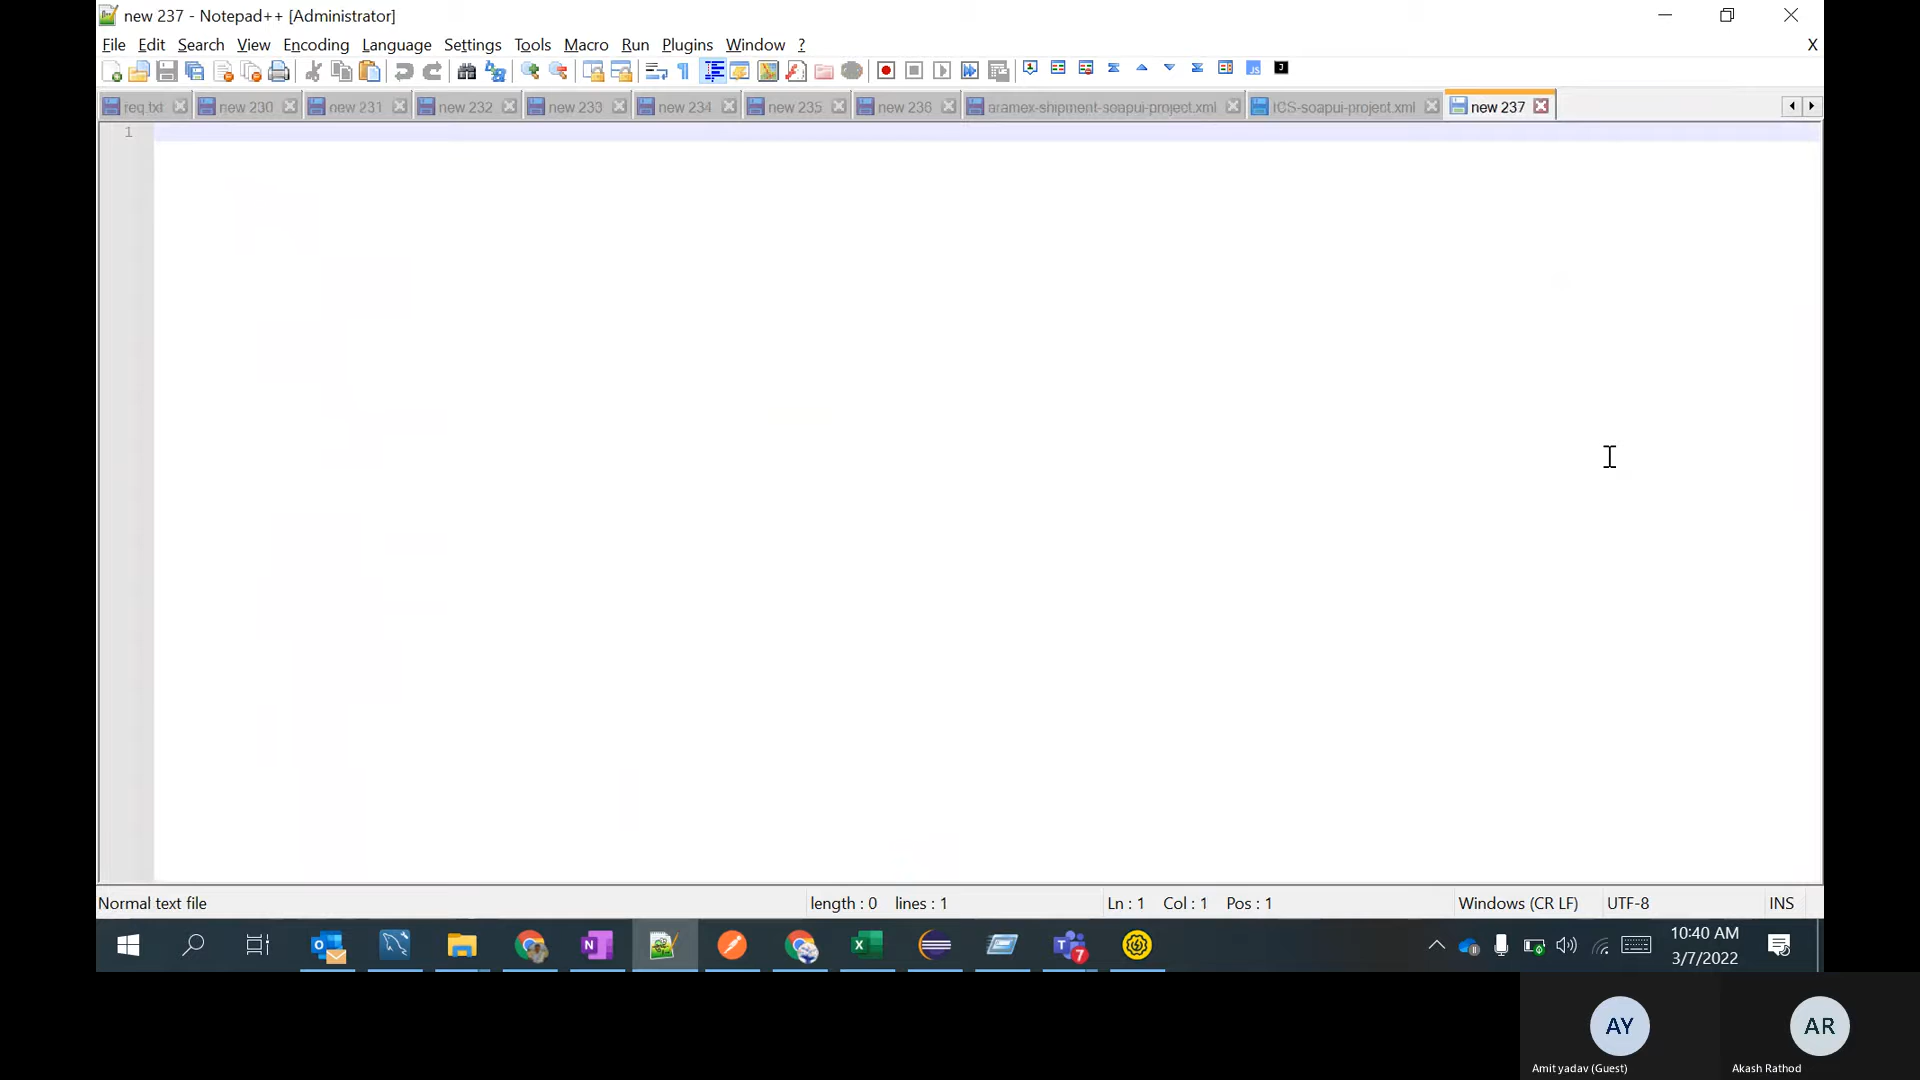 new 237 - Notepad++ [Administrator]
File Edit Search View Encoding Language Settings Tools Macro Run Plugins Window ? X
req.txt new 230 new 231 new 232 new 233 new 234 new 235 new 236 aramex-shipment-soapui-project.xml ICS-soapui-project.xml new 237
1
Normal text file length : 0 lines : 1 Ln : 1 Col : 1 Pos : 1 Windows (CR LF) UTF-8 INS
10:40 AM
3/7/2022
7
AY AR
Amit yadav (Guest) Akash Rathod